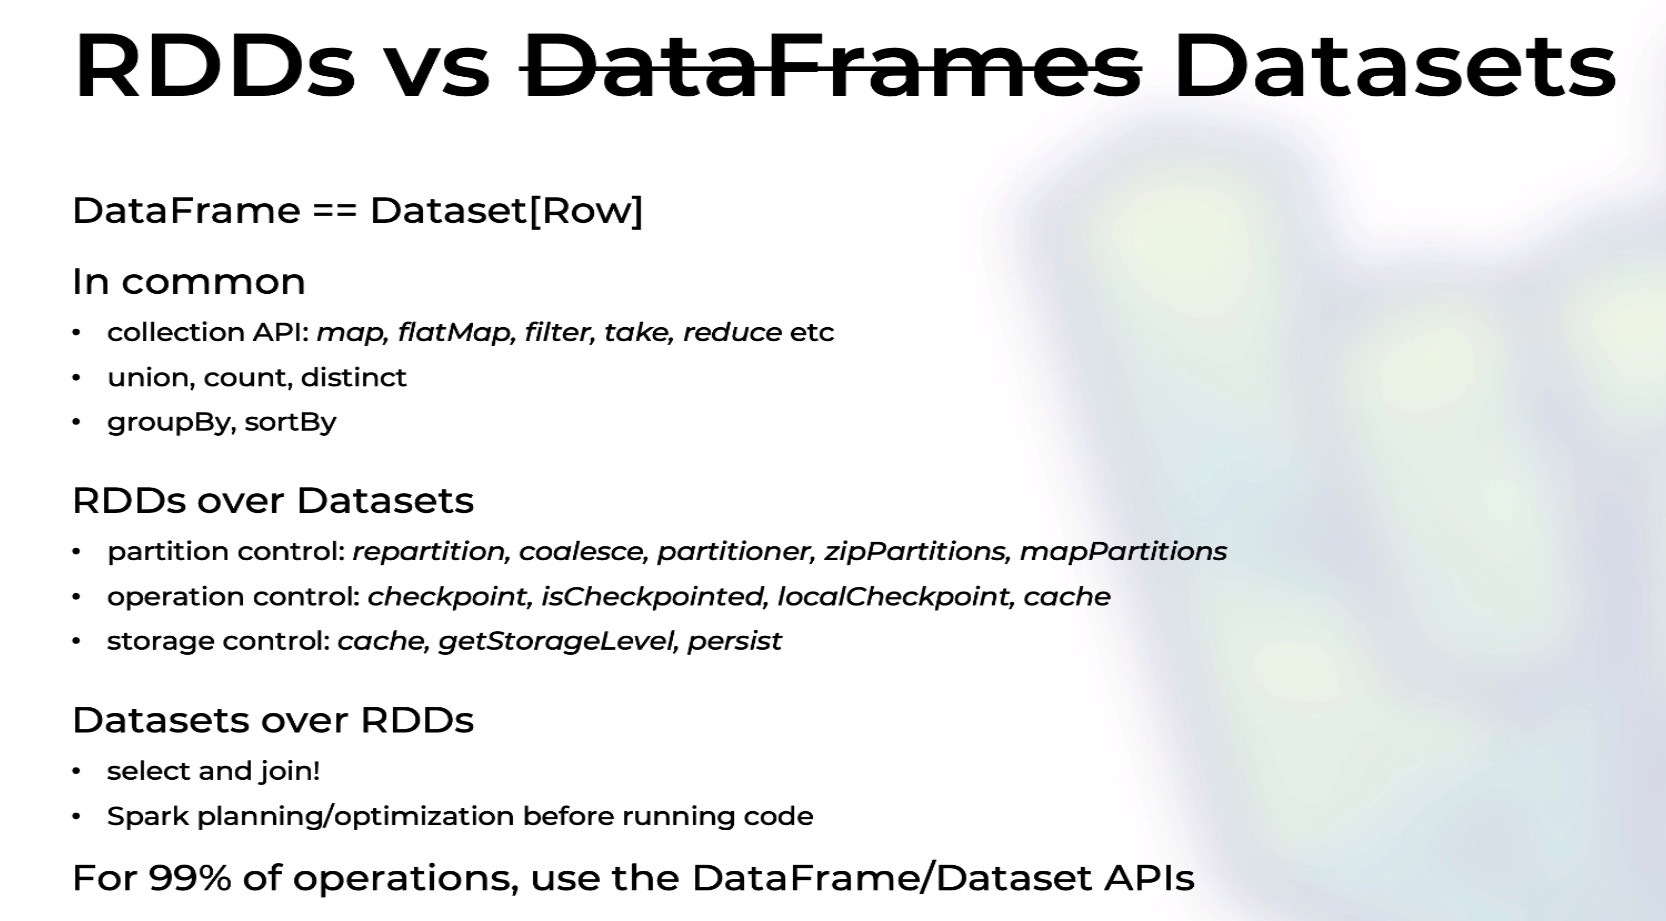 RDDs vs DataFrames Datasets
DataFrame == Dataset[Row]
In common
• collection API: map, flatMap, filter, take, reduce etc
• union, count, distinct
• groupBy, sortBy
RDDs over Datasets
• partition control: repartition, coalesce, partitioner, zipPartitions, mapPartitions
• operation control: checkpoint, isCheckpointed, localCheckpoint, cache
• storage control: cache, getStorageLevel, persist
Datasets over RDDs
• select and join!
• Spark planning/optimization before running code
For 99% of operations, use the DataFrame/Dataset APIs